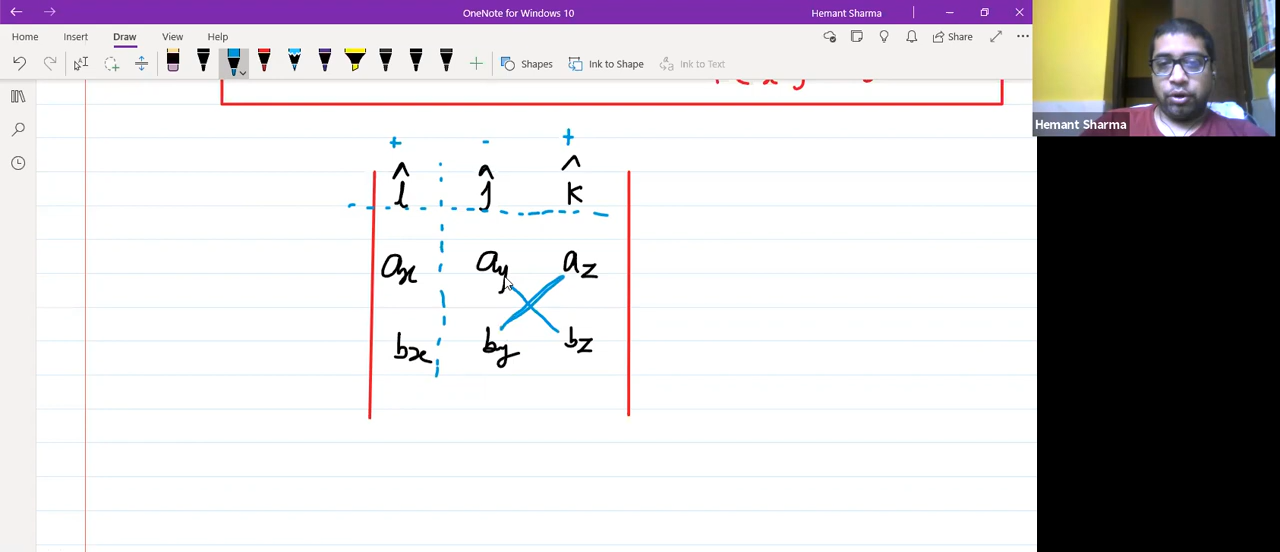 OneNote for Windows 10
Hemant Sharma
Home Insert Draw View Help
Share
Shapes Ink to Shape Ink to Text
Hemant Sharma
+ - +
î ĵ k̂
ax ay az
bx by bz